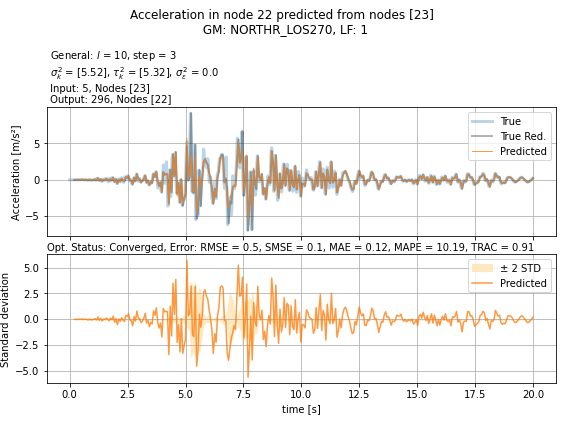 Acceleration in node 22 predicted from nodes [23]
GM: NORTHR_LOS270, LF: 1
General: l = 10, step = 3
σ²ₖ = [5.52], τ²ₖ = [5.32], σ²ε = 0.0
Input: 5, Nodes [23]
Output: 296, Nodes [22]
Acceleration [m/s²]
5
0
−5
True
True Red.
Predicted
Opt. Status: Converged, Error: RMSE = 0.5, SMSE = 0.1, MAE = 0.12, MAPE = 10.19, TRAC = 0.91
Standard deviation
5.0
2.5
0.0
−2.5
−5.0
± 2 STD
Predicted
0.0 2.5 5.0 7.5 10.0 12.5 15.0 17.5 20.0
time [s]